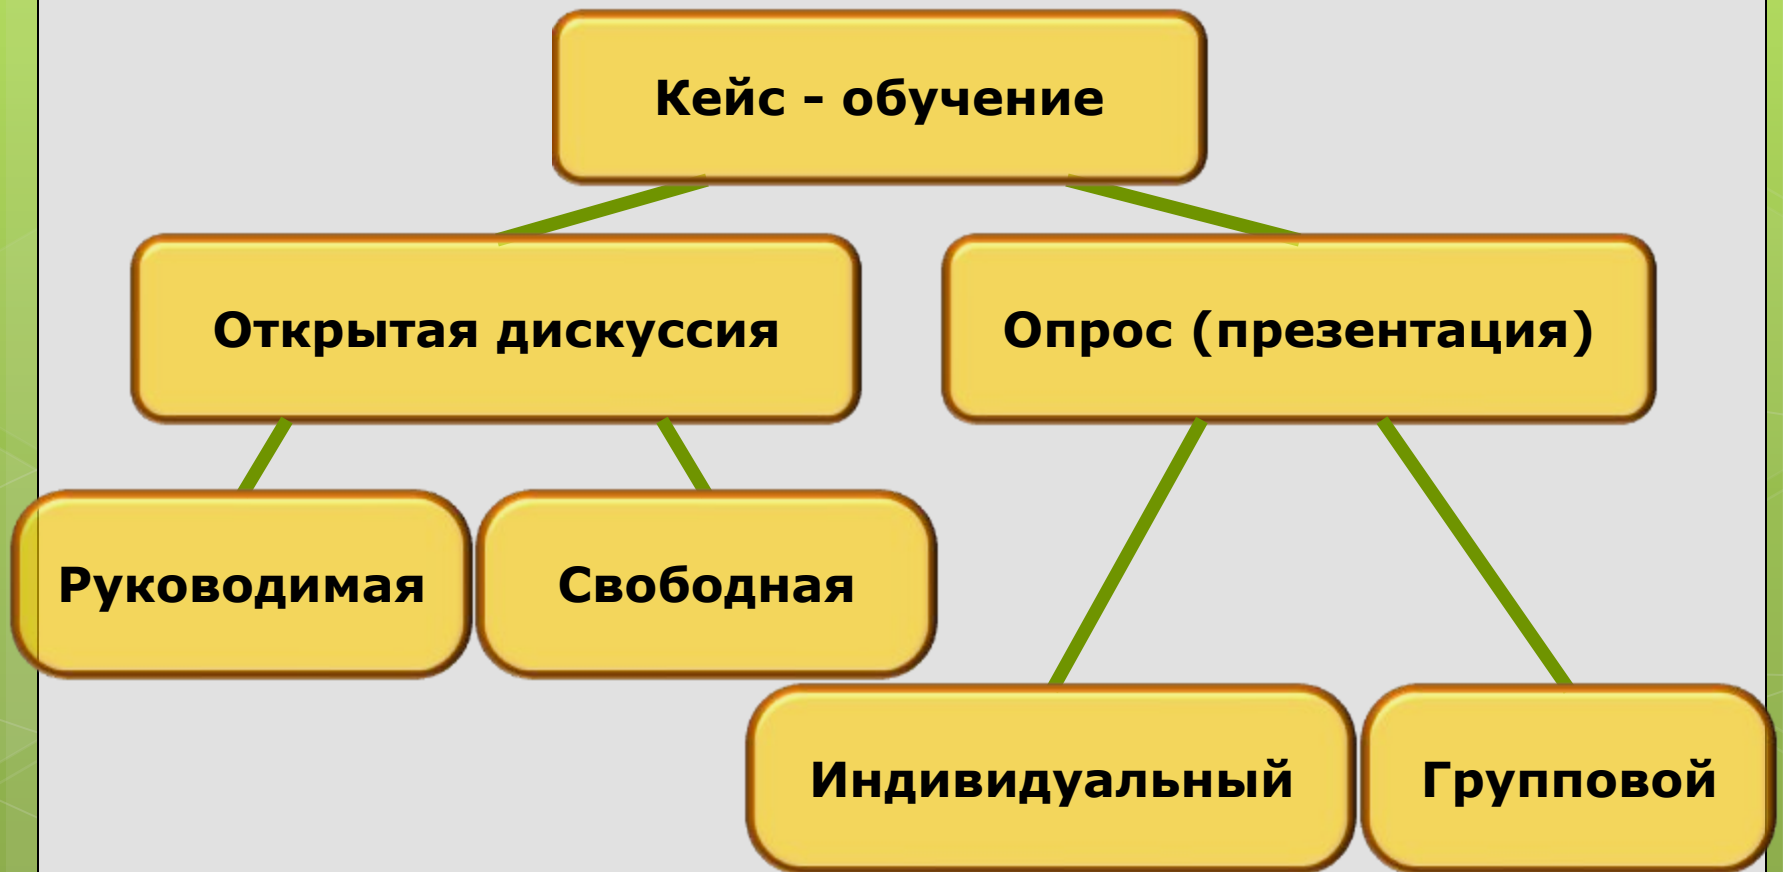 Кейс - обучение
Открытая дискуссия
Опрос (презентация)
Руководимая
Свободная
Индивидуальный
Групповой